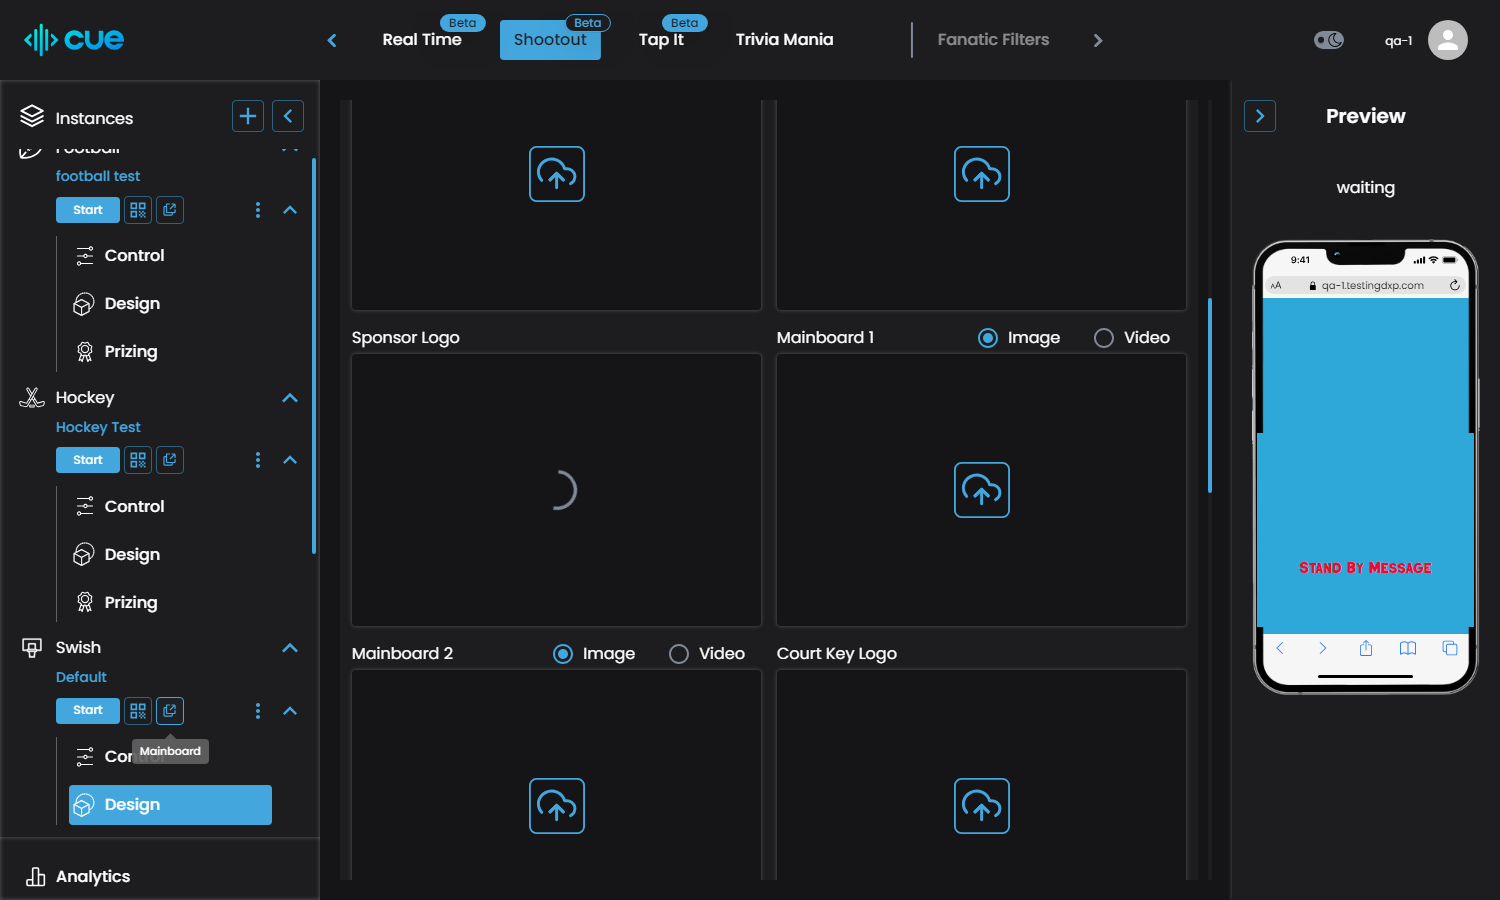 cue
Real Time
Beta
Shootout
Beta
Tap It
Beta
Trivia Mania
Fanatic Filters
qa-1
Instances
Football
football test
Start
Control
Design
Prizing
Hockey
Hockey Test
Start
Control
Design
Prizing
Swish
Default
Start
Mainboard
Control
Design
Analytics
Sponsor Logo
Mainboard 1
Image
Video
Mainboard 2
Image
Video
Court Key Logo
Preview
waiting
9:41
AA
qa-1.testingdxp.com
Stand By Message